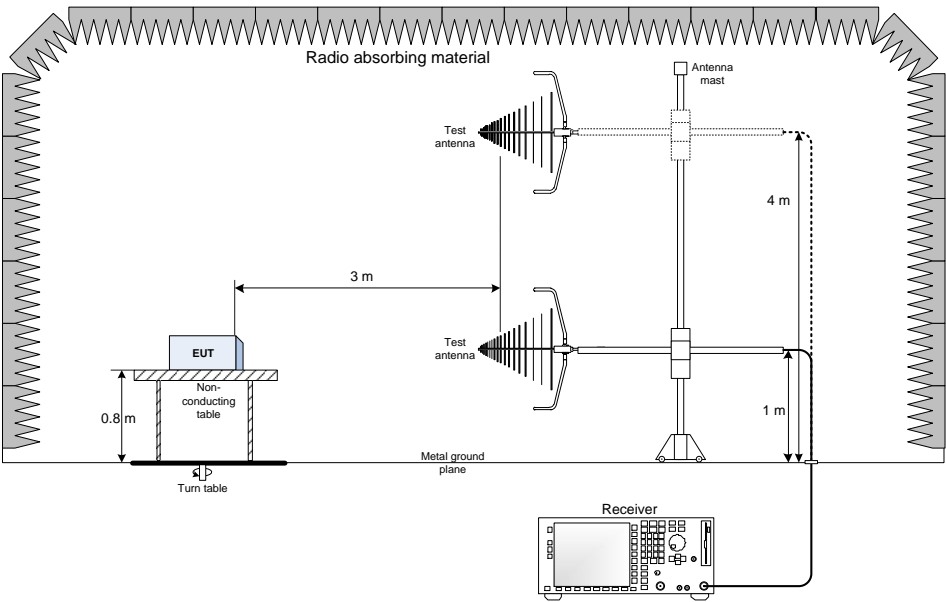 Radio absorbing material
Antenna
mast
Test
antenna
4 m
3 m
Test
antenna
EUT
Non-
conducting
table
0.8 m
1 m
Metal ground
plane
Turn table
Receiver